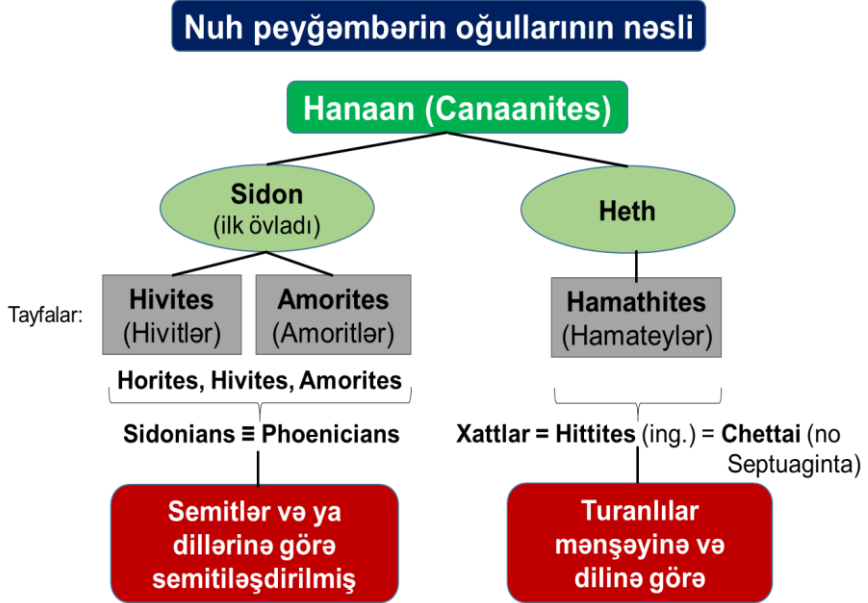 Nuh peyğəmbərin oğullarının nəsli
Hanaan (Canaanites)
Sidon
(ilk övladı)
Heth
Tayfalar:
Hivites
(Hivitlər)
Amorites
(Amoritlər)
Hamathites
(Hamateylər)
Horites, Hivites, Amorites
Sidonians ≡ Phoenicians
Xattlar = Hittites (ing.) = Chettai (no
Septuaginta)
Semitlər və ya
dillərinə görə
semitiləşdirilmiş
Turanlılar
mənşəyinə və
dilinə görə